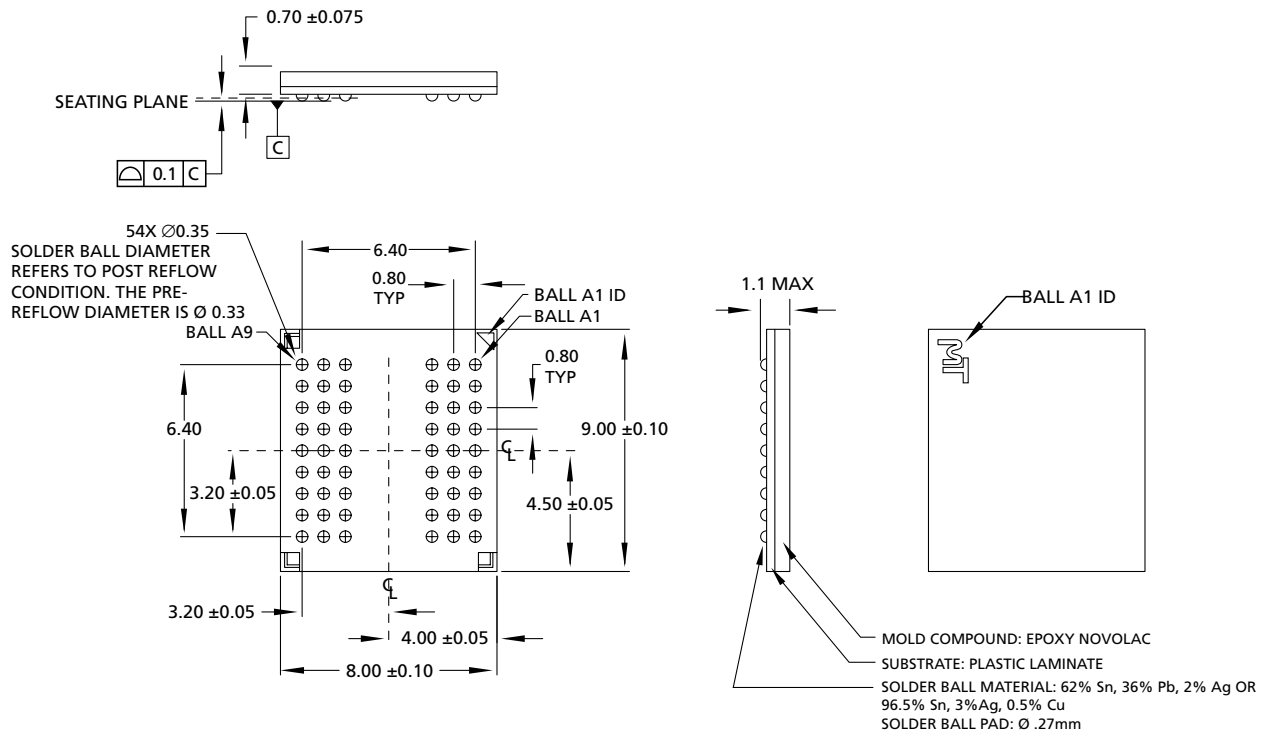 0.70 ±0.075
SEATING PLANE
C
0.1 C
54X Ø0.35
SOLDER BALL DIAMETER
REFERS TO POST REFLOW
CONDITION. THE PRE-
REFLOW DIAMETER IS Ø 0.33
BALL A9
6.40
0.80
TYP
BALL A1 ID
BALL A1
0.80
TYP
6.40
9.00 ±0.10
CL
3.20 ±0.05
4.50 ±0.05
CL
3.20 ±0.05
4.00 ±0.05
8.00 ±0.10
1.1 MAX
BALL A1 ID
MT
MOLD COMPOUND: EPOXY NOVOLAC
SUBSTRATE: PLASTIC LAMINATE
SOLDER BALL MATERIAL: 62% Sn, 36% Pb, 2% Ag OR
96.5% Sn, 3%Ag, 0.5% Cu
SOLDER BALL PAD: Ø .27mm